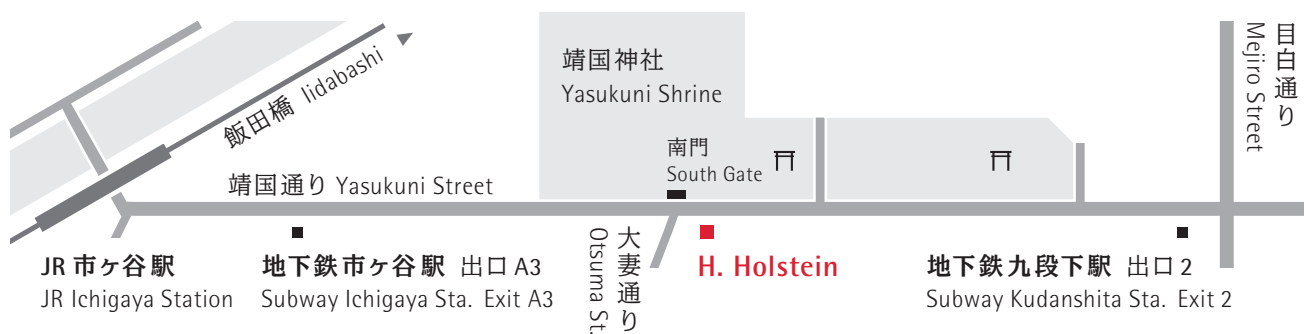 飯田橋 Iidabashi
靖国神社
Yasukuni Shrine
南門
South Gate
目白通り
Mejiro Street
靖国通り Yasukuni Street
JR 市ヶ谷駅
JR Ichigaya Station
地下鉄市ヶ谷駅 出口 A3
Subway Ichigaya Sta. Exit A3
大妻通り
Otsuma St.
H. Holstein
地下鉄九段下駅 出口 2
Subway Kudanshita Sta. Exit 2